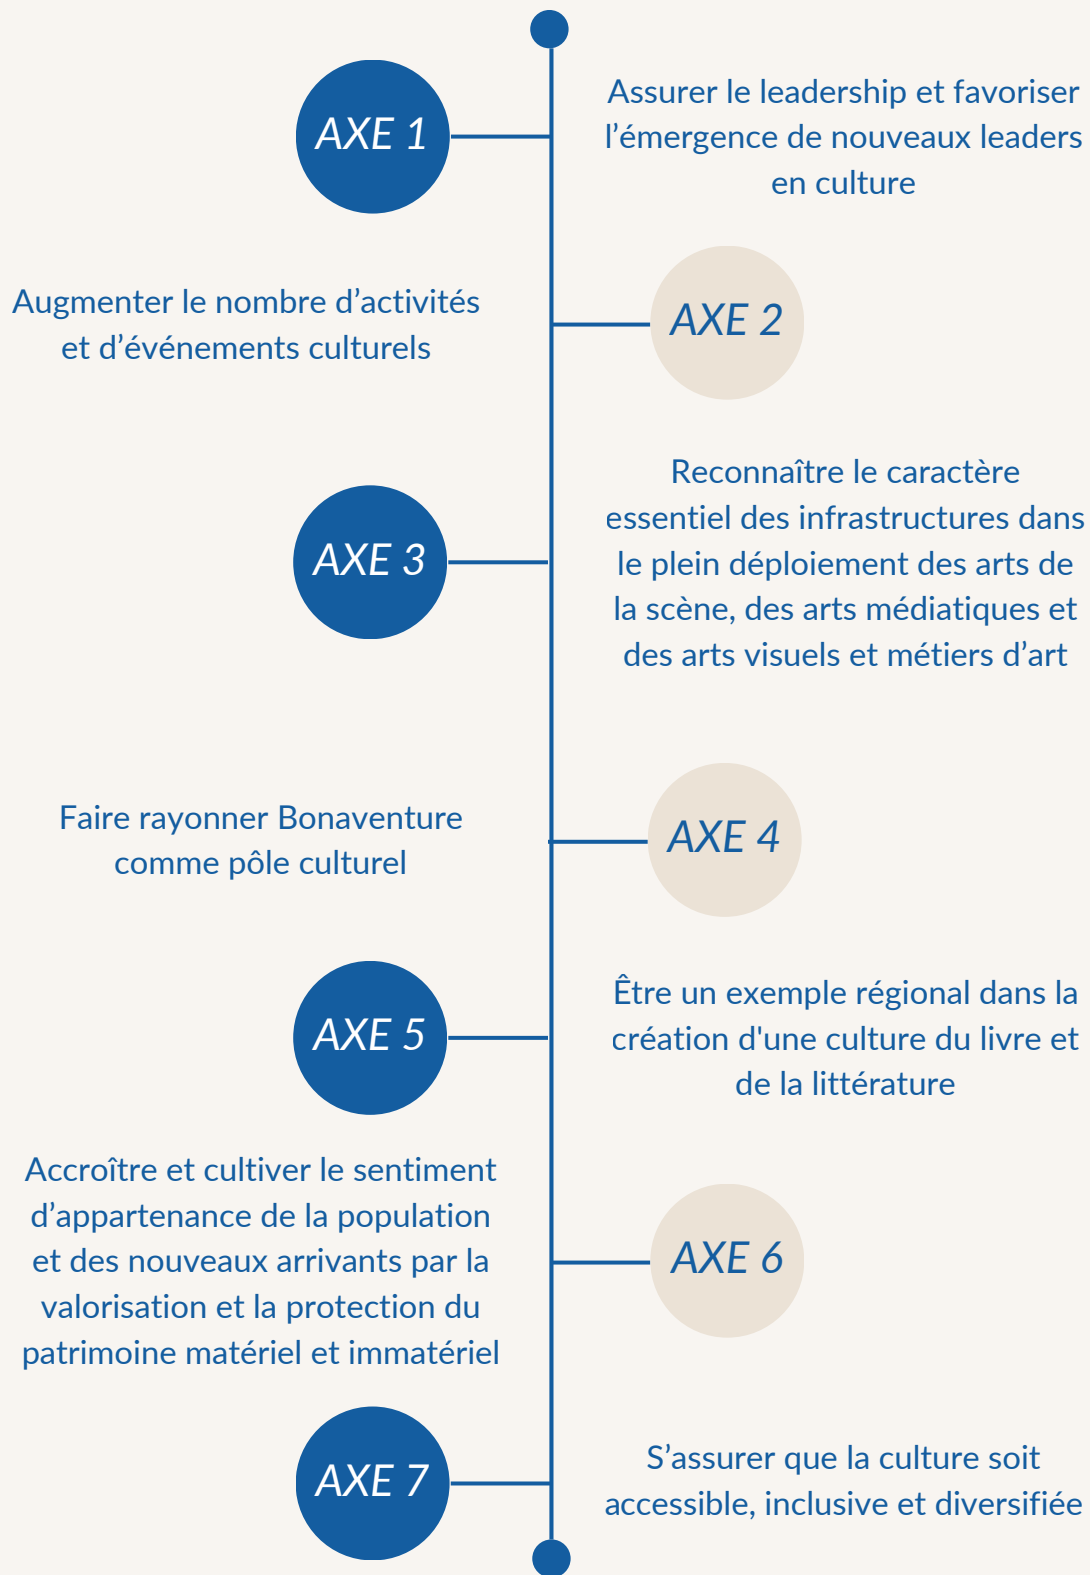 AXE 1
Assurer le leadership et favoriser
l’émergence de nouveaux leaders
en culture
AXE 2
Augmenter le nombre d’activités
et d’événements culturels
AXE 3
Reconnaître le caractère
essentiel des infrastructures dans
le plein déploiement des arts de
la scène, des arts médiatiques et
des arts visuels et métiers d’art
AXE 4
Faire rayonner Bonaventure
comme pôle culturel
AXE 5
Être un exemple régional dans la
création d'une culture du livre et
de la littérature
AXE 6
Accroître et cultiver le sentiment
d’appartenance de la population
et des nouveaux arrivants par la
valorisation et la protection du
patrimoine matériel et immatériel
AXE 7
S’assurer que la culture soit
accessible, inclusive et diversifiée